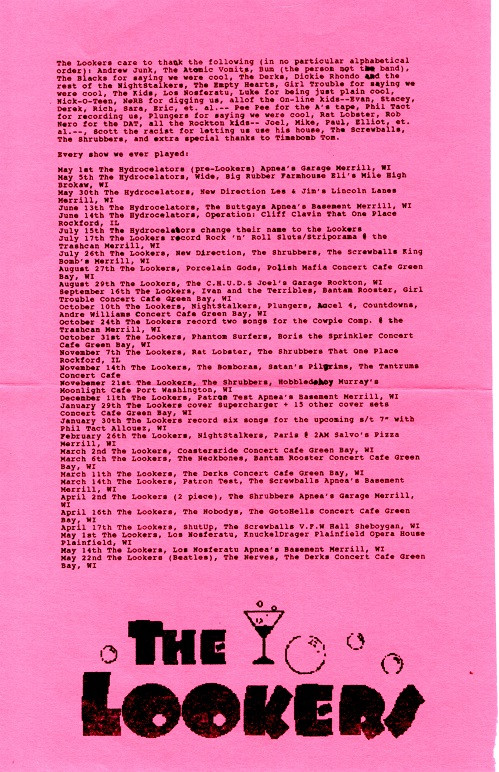 The Lookers care to thank the following (in no particular alphabetical
order): Andrew Junk, The Atomic Vomits, Bum (the person not the band),
The Blacks for saying we were cool, The Derks, Dickie Rhondo and the
rest of the Nightstalkers, The Empty Hearts, Girl Trouble for saying we
were cool, The Kids, Los Nosferatu, Luke for being just plain cool,
Nick-O-Teen, NeRB for digging us, allof the On-line kids--Evan, Stacey,
Derek, Rich, Sara, Eric, et. al.-- Pee Pee for the A's tape, Phil Tact
for recording us, Plungers for saying we were cool, Rat Lobster, Rob
Nero for the DAT, all the Rockton kids-- Joel, Mike, Paul, Elliot, et.
al.--, Scott the racist for letting us use his house, The Screwballs,
The Shrubbers, and extra special thanks to Timebomb Tom.
Every show we ever played:
May 1st The Hydrocelators (pre-Lookers) Apnea's Garage Merrill, WI
May 5th The Hydrocelators, Wide, Big Rubber Farmhouse Eli's Mile High
Brokaw, WI
May 30th The Hydrocelators, New Direction Les & Jim's Lincoln Lanes
Merrill, WI
June 13th The Hydrocelators, The Buttgays Apnea's Basement Merrill, WI
June 14th The Hydrocelators, Operation: Cliff Clavin That One Place
Rockford, IL
July 15th The Hydrocelators change their name to the Lookers
July 17th The Lookers record Rock 'n' Roll Sluts/Striporama @ the
Trashcan Merrill, WI
July 26th The Lookers, New Direction, The Shrubbers, The Screwballs King
Bomb's Merrill, WI
August 27th The Lookers, Porcelain Gods, Polish Mafia Concert Cafe Green
Bay, WI
August 29th The Lookers, The C.H.U.D.S Joel's Garage Rockton, WI
September 16th The Lookers, Ivan and the Terribles, Bantam Rooster, Girl
Trouble Concert Cafe Green Bay, WI
October 10th The Lookers, NightStalkers, Plungers, Accel 4, Countdowns,
Andre Williams Concert Cafe Green Bay, WI
October 24th The Lookers record two songs for the Cowpie Comp. @ the
Trashcan Merrill, WI
October 31st The Lookers, Phantom Surfers, Boris the Sprinkler Concert
Cafe Green Bay, WI
November 7th The Lookers, Rat Lobster, The Shrubbers That One Place
Rockford, IL
November 14th The Lookers, The Bomboras, Satan's Pilgrims, The Tantrums
Concert Cafe
Novebember 21st The Lookers, The Shrubbers, Hobbledehoy Murray's
Moonlight Cafe Port Washington, WI
December 11th The Lookers, Patron Test Apnea's Basement Merrill, WI
January 29th The Lookers cover Supercharger + 15 other cover sets
Concert Cafe Green Bay, WI
January 30th The Lookers record six songs for the upcoming s/t 7" with
Phil Tact Allouez, WI
February 26th The Lookers, NightStalkers, Paris @ 2AM Salvo's Pizza
Merrill, WI
March 2nd The Lookers, Coasteraride Concert Cafe Green Bay, WI
March 6th The Lookers, The Neckbones, Bantam Rooster Concert Cafe Green
Bay, WI
March 11th The Lookers, The Derks Concert Cafe Green Bay, WI
March 14th The Lookers, Patron Test, The Screwballs Apnea's Basement
Merrill, WI
April 2nd The Lookers (2 piece), The Shrubbers Apnea's Garage Merrill,
WI
April 16th The Lookers, The Nobodys, The GotoHells Concert Cafe Green
Bay, WI
April 17th The Lookers, ShutUp, The Screwballs V.F.W Hall Sheboygan, WI
May 1st The Lookers, Los Nosferatu, KnuckelDrager Plainfield Opera House
Plainfield, WI
May 14th The Lookers, Los Nosferatu Apnea's Basement Merrill, WI
May 22nd The Lookers (Beatles), The Nerves, The Derks Concert Cafe Green
Bay, WI
THE
LOOKERS